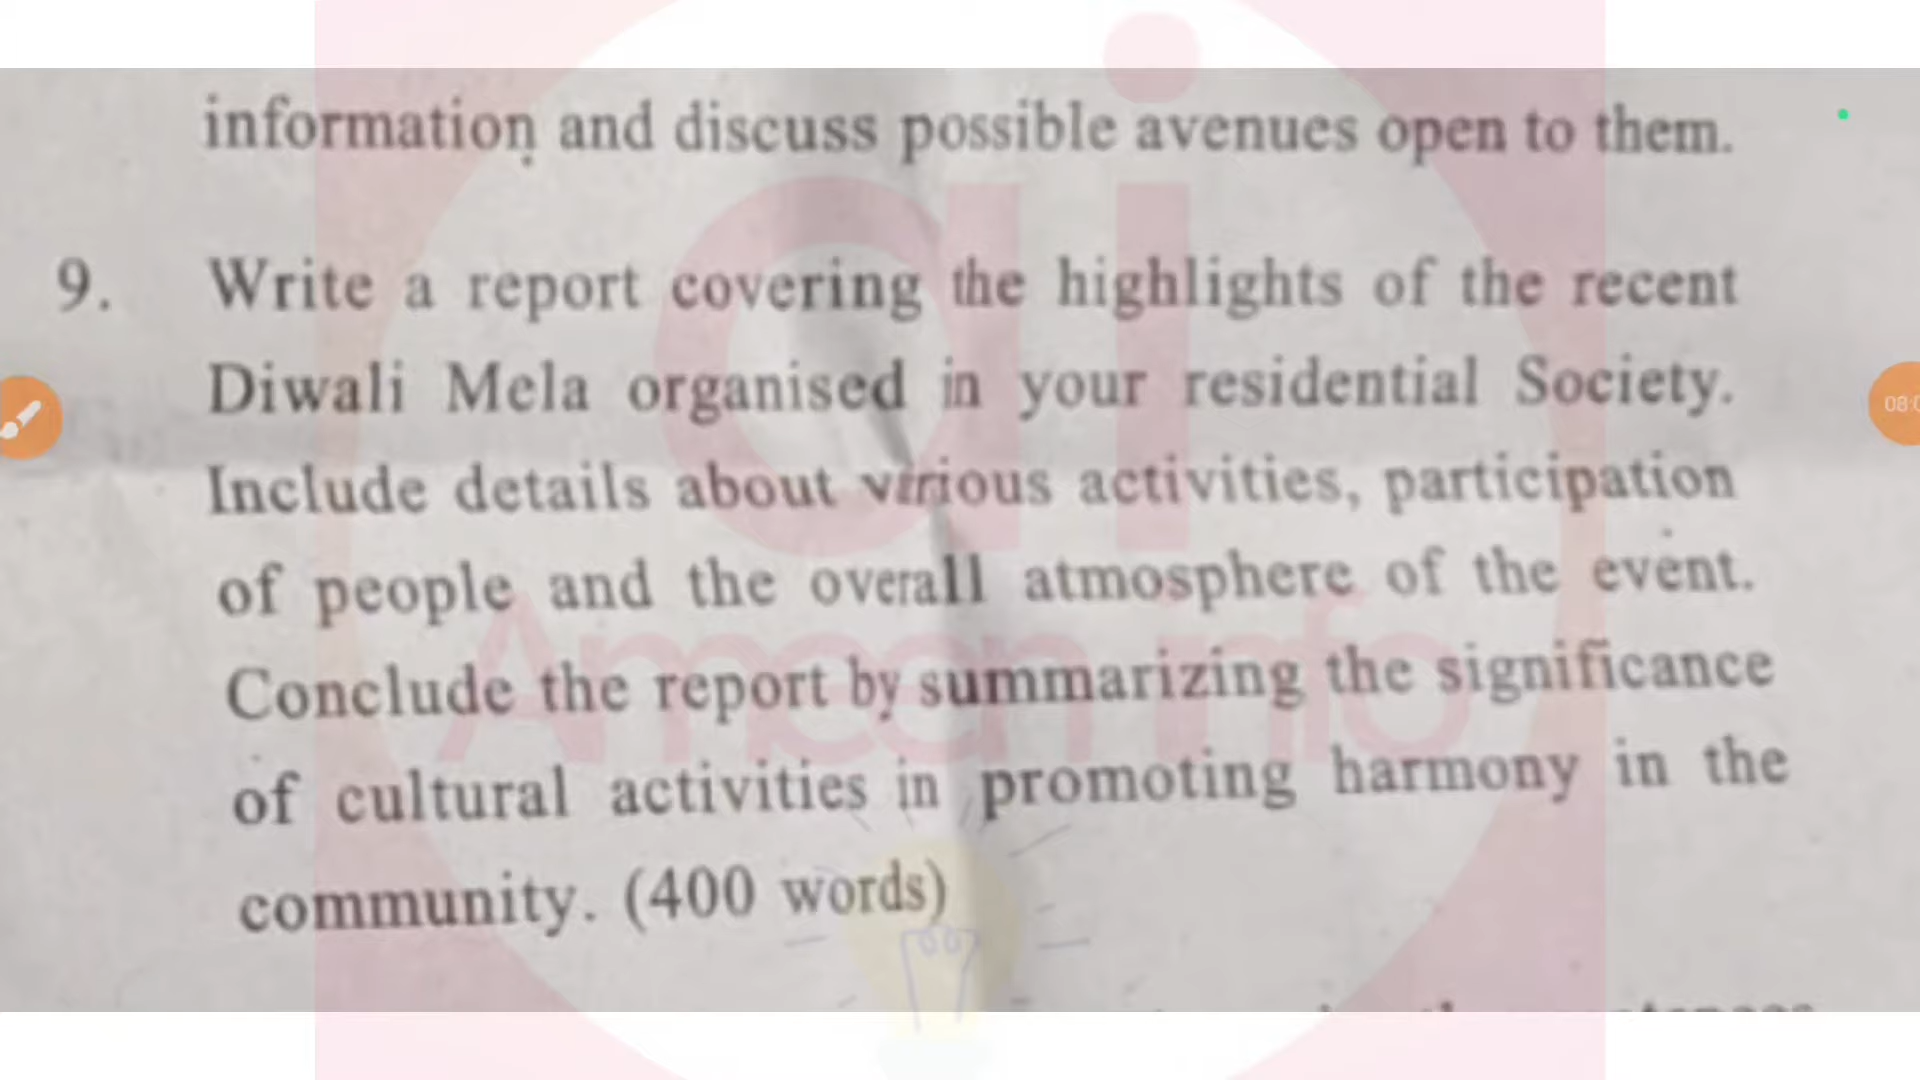 information and discuss possible avenues open to them.
9. Write a report covering the highlights of the recent
Diwali Mela organised in your residential Society.
Include details about various activities, participation
of people and the overall atmosphere of the event.
Conclude the report by summarizing the significance
of cultural activities in promoting harmony in the
community. (400 words)
ai
Ameen info